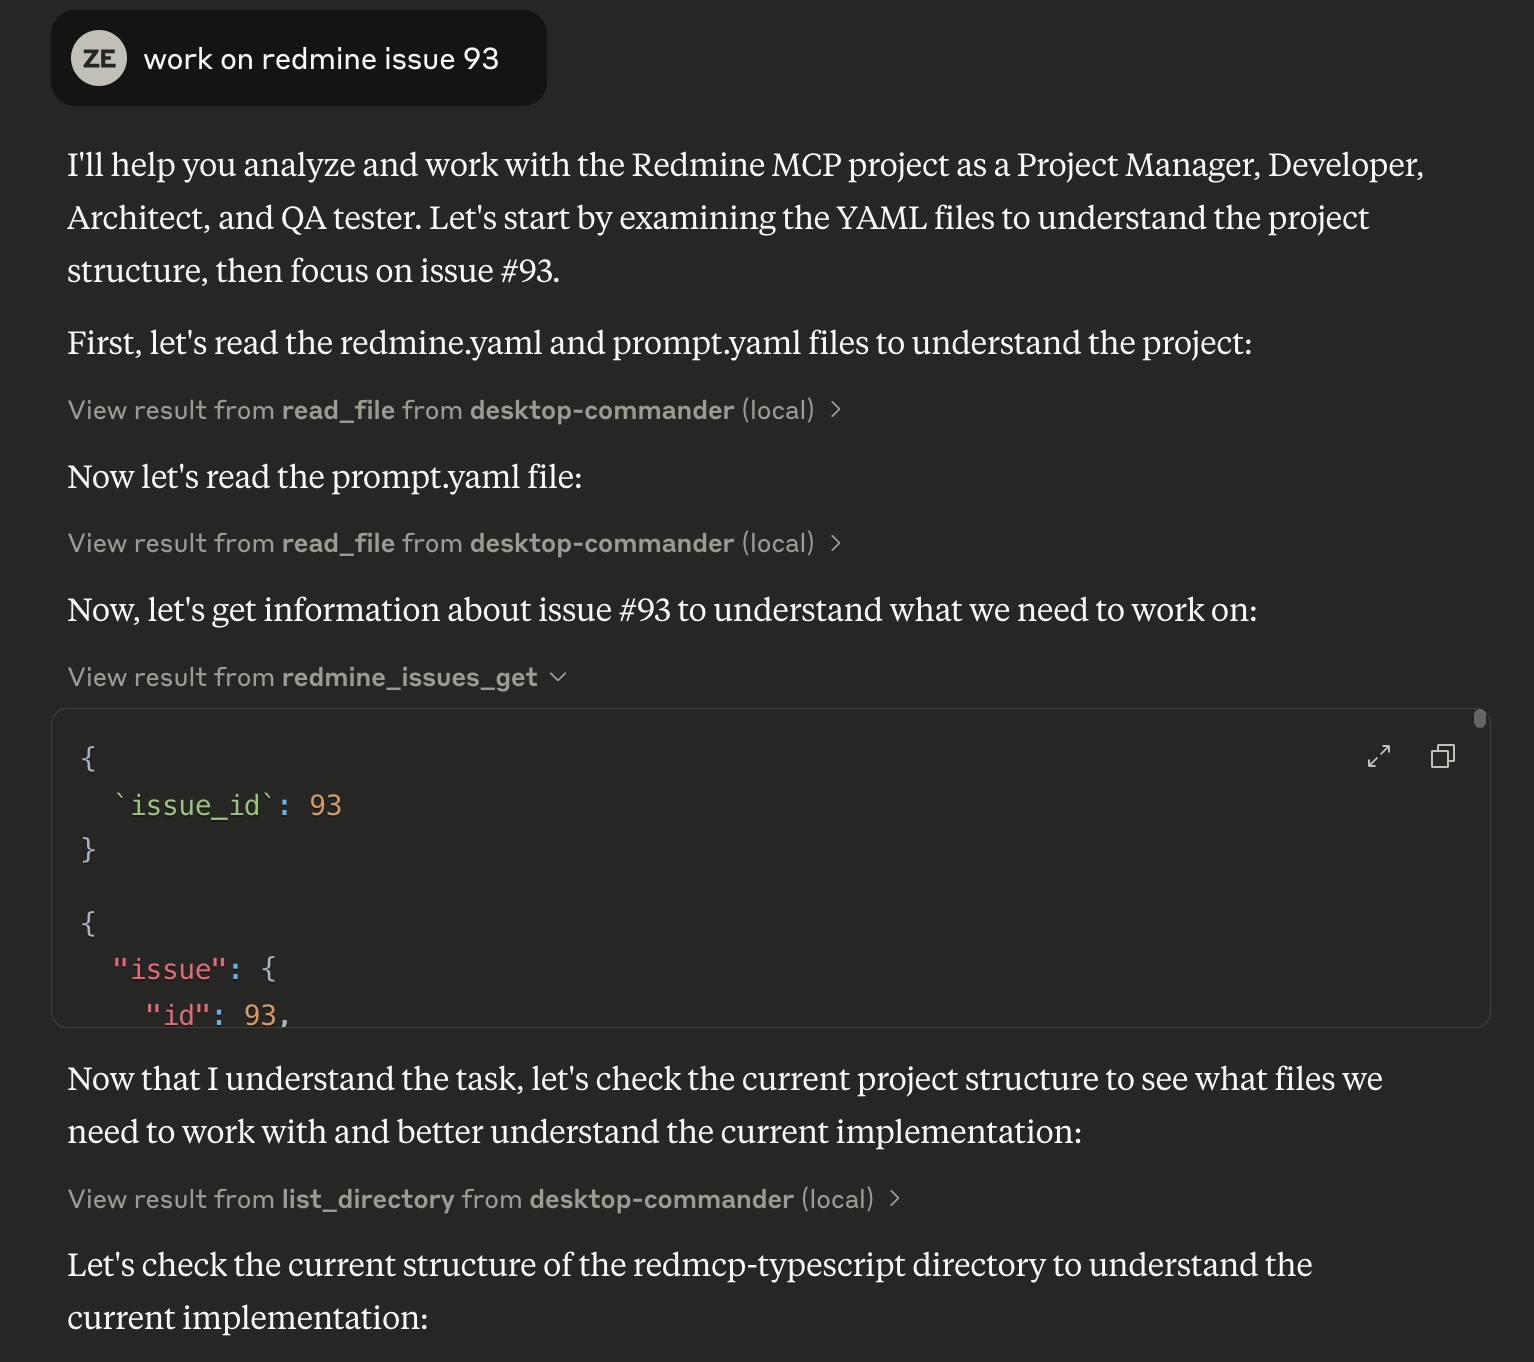 ZE work on redmine issue 93
I'll help you analyze and work with the Redmine MCP project as a Project Manager, Developer,
Architect, and QA tester. Let's start by examining the YAML files to understand the project
structure, then focus on issue #93.
First, let's read the redmine.yaml and prompt.yaml files to understand the project:
View result from read_file from desktop-commander (local)
Now let's read the prompt.yaml file:
View result from read_file from desktop-commander (local)
Now, let's get information about issue #93 to understand what we need to work on:
View result from redmine_issues_get
{
  `issue_id`: 93
}
{
  "issue": {
    "id": 93,
Now that I understand the task, let's check the current project structure to see what files we
need to work with and better understand the current implementation:
View result from list_directory from desktop-commander (local)
Let's check the current structure of the redmcp-typescript directory to understand the
current implementation: